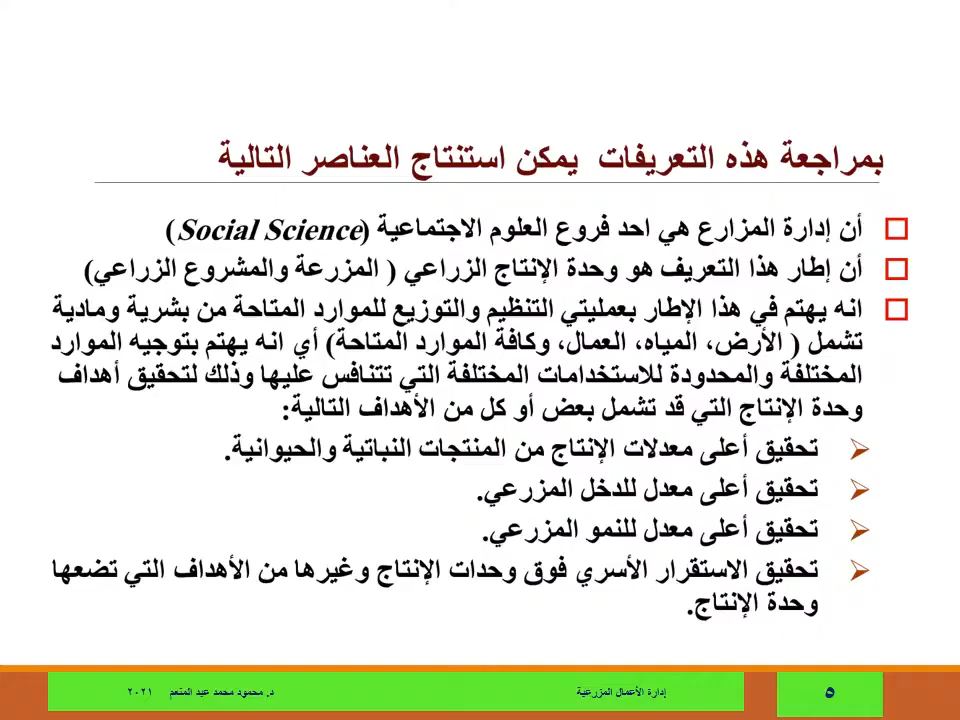 بمراجعة هذه التعريفات يمكن استنتاج العناصر التالية
أن إدارة المزارع هي احد فروع العلوم الاجتماعية (Social Science)
أن إطار هذا التعريف هو وحدة الإنتاج الزراعي ( المزرعة والمشروع الزراعي)
انه يهتم في هذا الإطار بعمليتي التنظيم والتوزيع للموارد المتاحة من بشرية ومادية
تشمل ( الأرض، المياه، العمال، وكافة الموارد المتاحة) أي انه يهتم بتوجيه الموارد
المختلفة والمحدودة للاستخدامات المختلفة التي تتنافس عليها وذلك لتحقيق أهداف
وحدة الإنتاج التي قد تشمل بعض أو كل من الأهداف التالية:
تحقيق أعلى معدلات الإنتاج من المنتجات النباتية والحيوانية.
تحقيق أعلى معدل للدخل المزرعي.
تحقيق أعلى معدل للنمو المزرعي.
تحقيق الاستقرار الأسري فوق وحدات الإنتاج وغيرها من الأهداف التي تضعها
وحدة الإنتاج.
٥ إدارة الأعمال المزرعية د. محمود محمد عبد المنعم ٢٠٢١